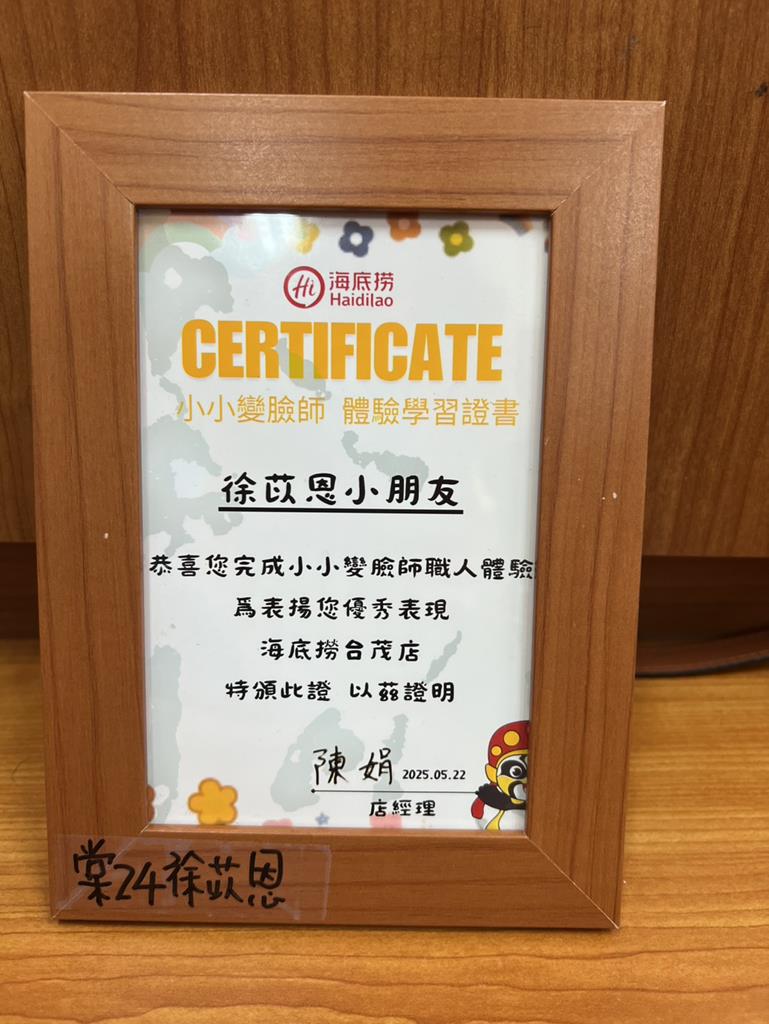 Hi 海底撈
Haidilao
CERTIFICATE
小小變臉師 體驗學習證書
徐苡恩小朋友
恭喜您完成小小變臉師職人體驗
爲表揚您優秀表現
海底撈台茂店
特頒此證 以茲證明
陳娟 2025.05.22
店經理
棠24徐苡恩